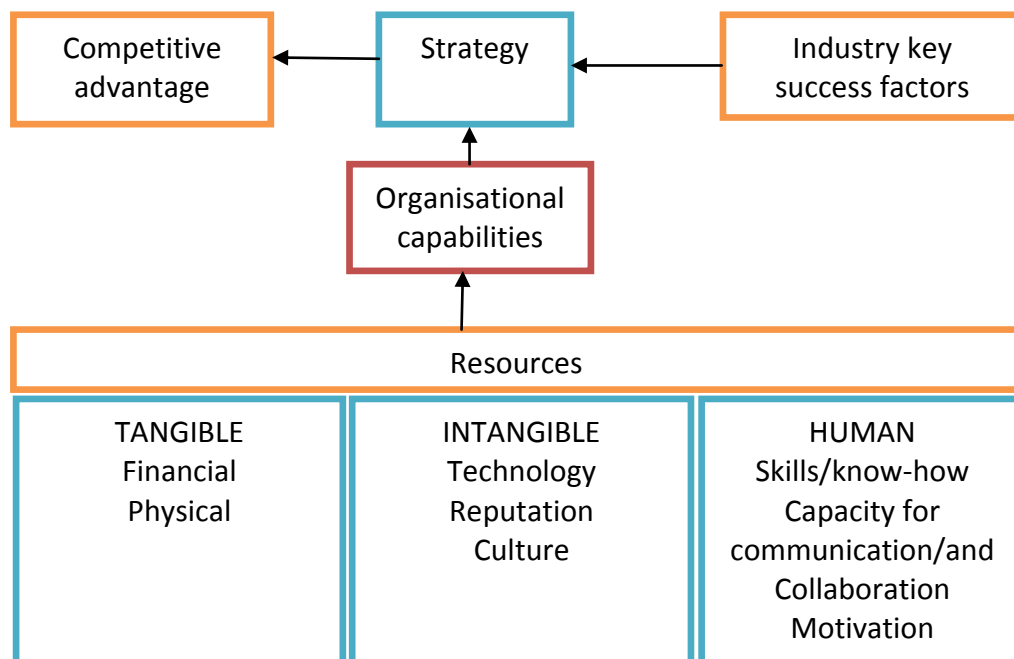 Competitive
advantage
Strategy
Industry key
success factors
Organisational
capabilities
Resources
TANGIBLE
Financial
Physical
INTANGIBLE
Technology
Reputation
Culture
HUMAN
Skills/know-how
Capacity for
communication/and
Collaboration
Motivation